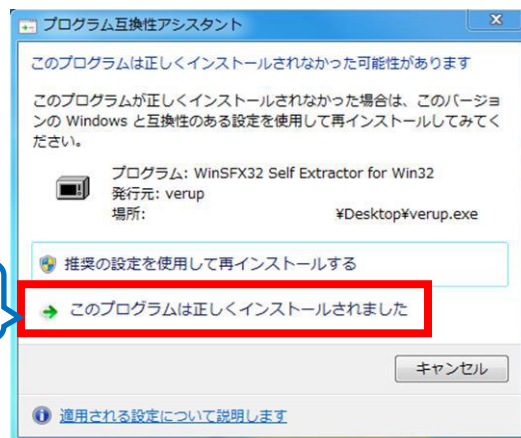 プログラム互換性アシスタント
このプログラムは正しくインストールされなかった可能性があります
このプログラムが正しくインストールされなかった場合は、このバージョ
ンの Windows と互換性のある設定を使用して再インストールしてみてく
ださい。
プログラム: WinSFX32 Self Extractor for Win32
発行元: verup
場所: ¥Desktop¥verup.exe
推奨の設定を使用して再インストールする
このプログラムは正しくインストールされました
キャンセル
適用される設定について説明します